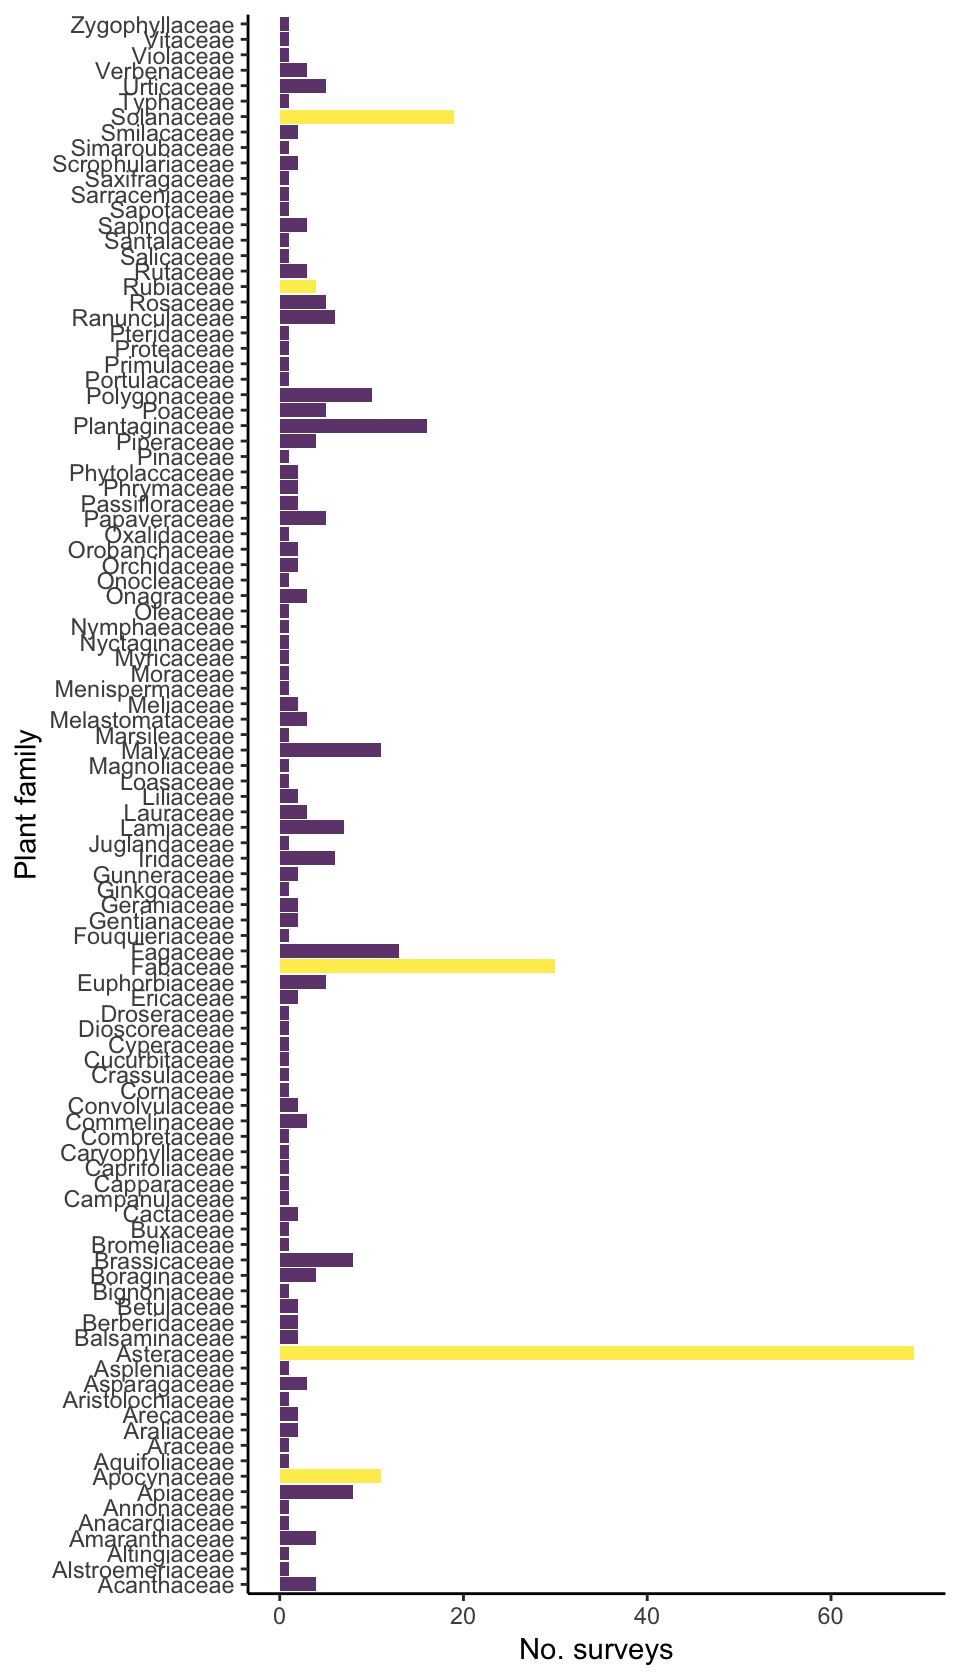 Zygophyllaceae
Vitaceae
Violaceae
Verbenaceae
Urticaceae
Typhaceae
Solanaceae
Smilacaceae
Simaroubaceae
Scrophulariaceae
Saxifragaceae
Sarraceniaceae
Sapotaceae
Sapindaceae
Santalaceae
Salicaceae
Rutaceae
Rubiaceae
Rosaceae
Ranunculaceae
Pteridaceae
Proteaceae
Primulaceae
Portulacaceae
Polygonaceae
Poaceae
Plantaginaceae
Piperaceae
Pinaceae
Phytolaccaceae
Phrymaceae
Passifloraceae
Papaveraceae
Oxalidaceae
Orobanchaceae
Orchidaceae
Onocleaceae
Onagraceae
Oleaceae
Nymphaeaceae
Nyctaginaceae
Myricaceae
Moraceae
Menispermaceae
Meliaceae
Melastomataceae
Marsileaceae
Malvaceae
Magnoliaceae
Loasaceae
Liliaceae
Lauraceae
Lamiaceae
Juglandaceae
Iridaceae
Gunneraceae
Ginkgoaceae
Geraniaceae
Gentianaceae
Fouquieriaceae
Fagaceae
Fabaceae
Euphorbiaceae
Ericaceae
Droseraceae
Dioscoreaceae
Cyperaceae
Cucurbitaceae
Crassulaceae
Cornaceae
Convolvulaceae
Commelinaceae
Combretaceae
Caryophyllaceae
Caprifoliaceae
Capparaceae
Campanulaceae
Cactaceae
Buxaceae
Bromeliaceae
Brassicaceae
Boraginaceae
Bignoniaceae
Betulaceae
Berberidaceae
Balsaminaceae
Asteraceae
Aspleniaceae
Asparagaceae
Aristolochiaceae
Arecaceae
Araliaceae
Araceae
Aquifoliaceae
Apocynaceae
Apiaceae
Annonaceae
Anacardiaceae
Amaranthaceae
Altingiaceae
Alstroemeriaceae
Acanthaceae
Plant family
0 20 40 60
No. surveys